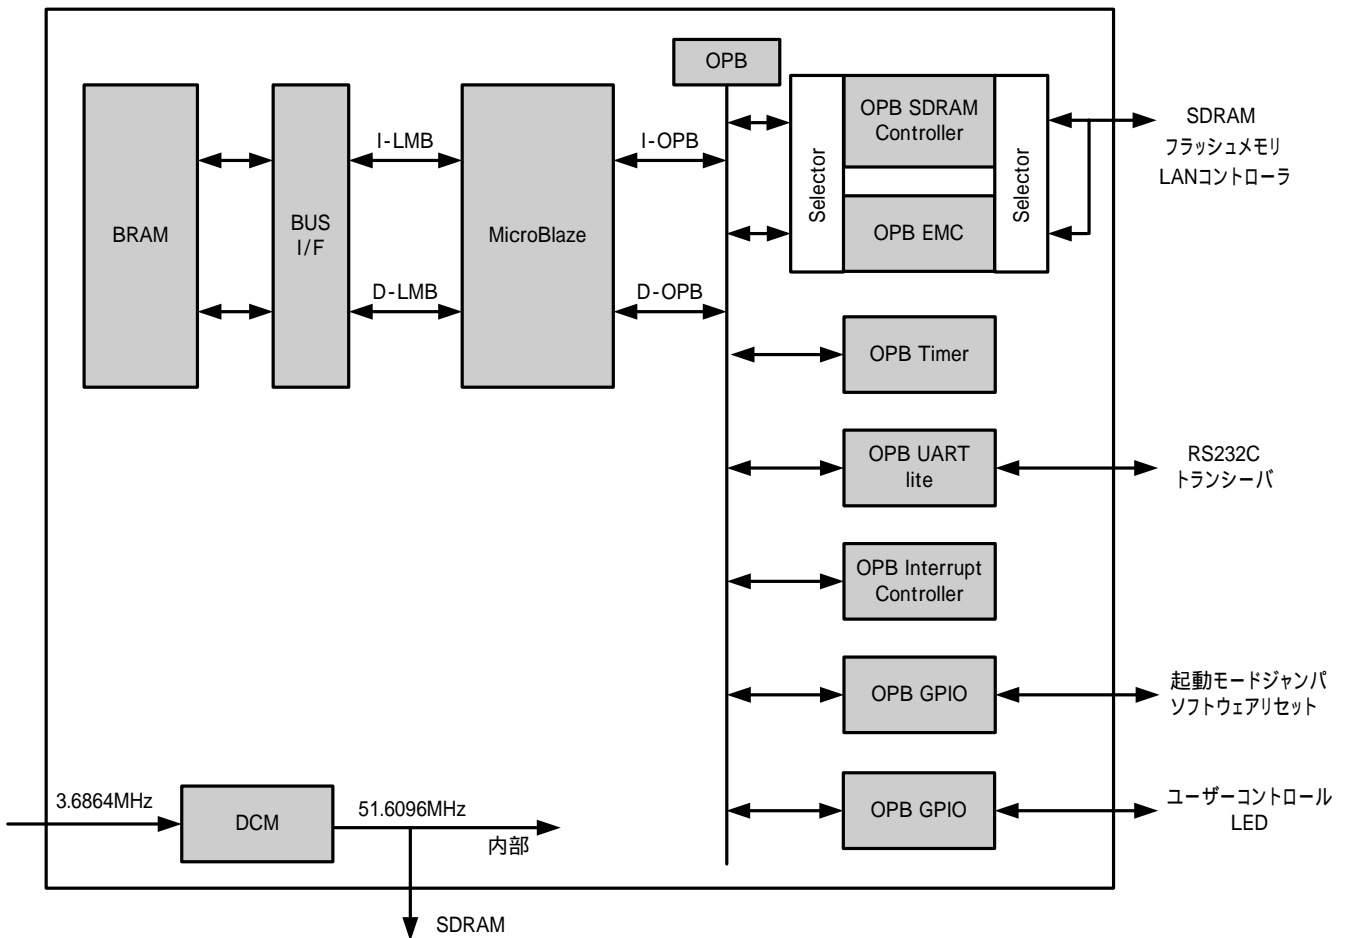 OPB
BRAM
BUS
I/F
I-LMB
D-LMB
MicroBlaze
I-OPB
D-OPB
Selector
OPB SDRAM
Controller
OPB EMC
Selector
SDRAM
フラッシュメモリ
LANコントローラ
OPB Timer
OPB UART
lite
RS232C
トランシーバ
OPB Interrupt
Controller
OPB GPIO
起動モードジャンパ
ソフトウェアリセット
OPB GPIO
ユーザーコントロール
LED
3.6864MHz
DCM
51.6096MHz
内部
SDRAM